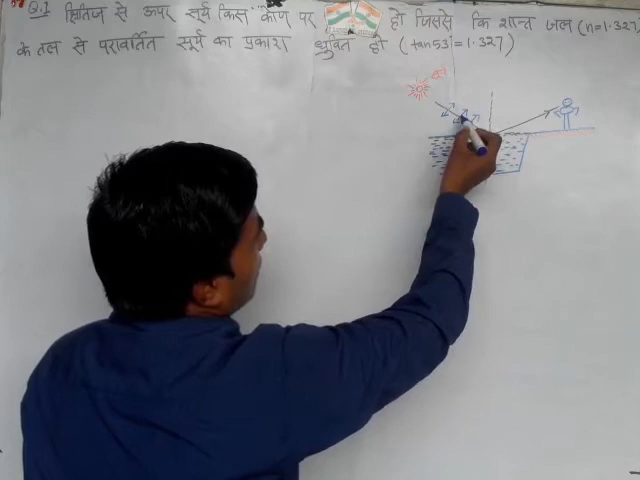 Q.1 क्षितिज से ऊपर सूर्य किस कोण पर हो जिससे कि शान्त जल (n=1.327)
के तल से परावर्तित सूर्य का प्रकाश ध्रुवित हो (tan53°=1.327)
सूर्य